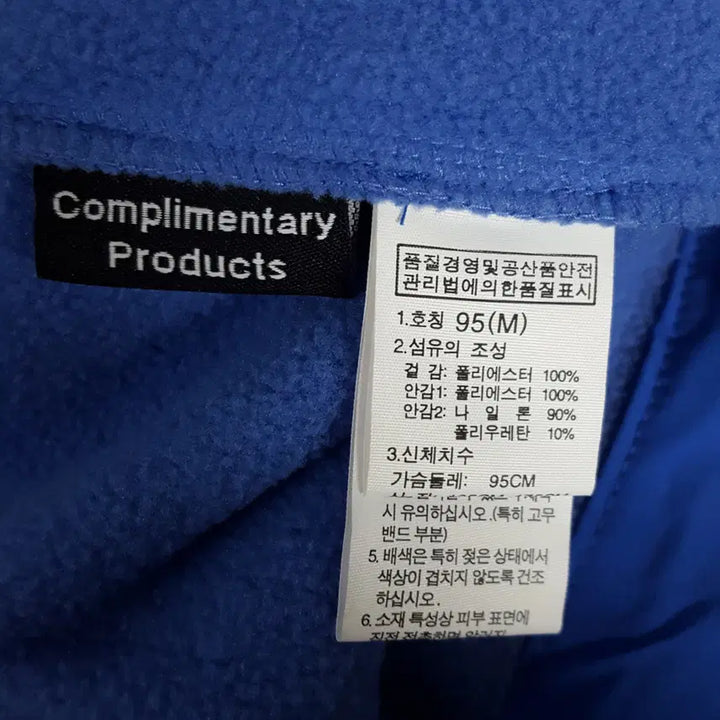 Complimentary
Products
품질경영및공산품안전
관리법에의한품질표시
1.호칭 95(M)
2.섬유의 조성
겉 감: 폴리에스터 100%
안감1: 폴리에스터 100%
안감2: 나 일 론 90%
폴리우레탄 10%
3.신체치수
가슴둘레: 95CM
시 유의하십시오.(특히 고무
밴드 부분)
5. 배색은 특히 젖은 상태에서
색상이 겹치지 않도록 건조
하십시오.
6. 소재 특성상 피부 표면에